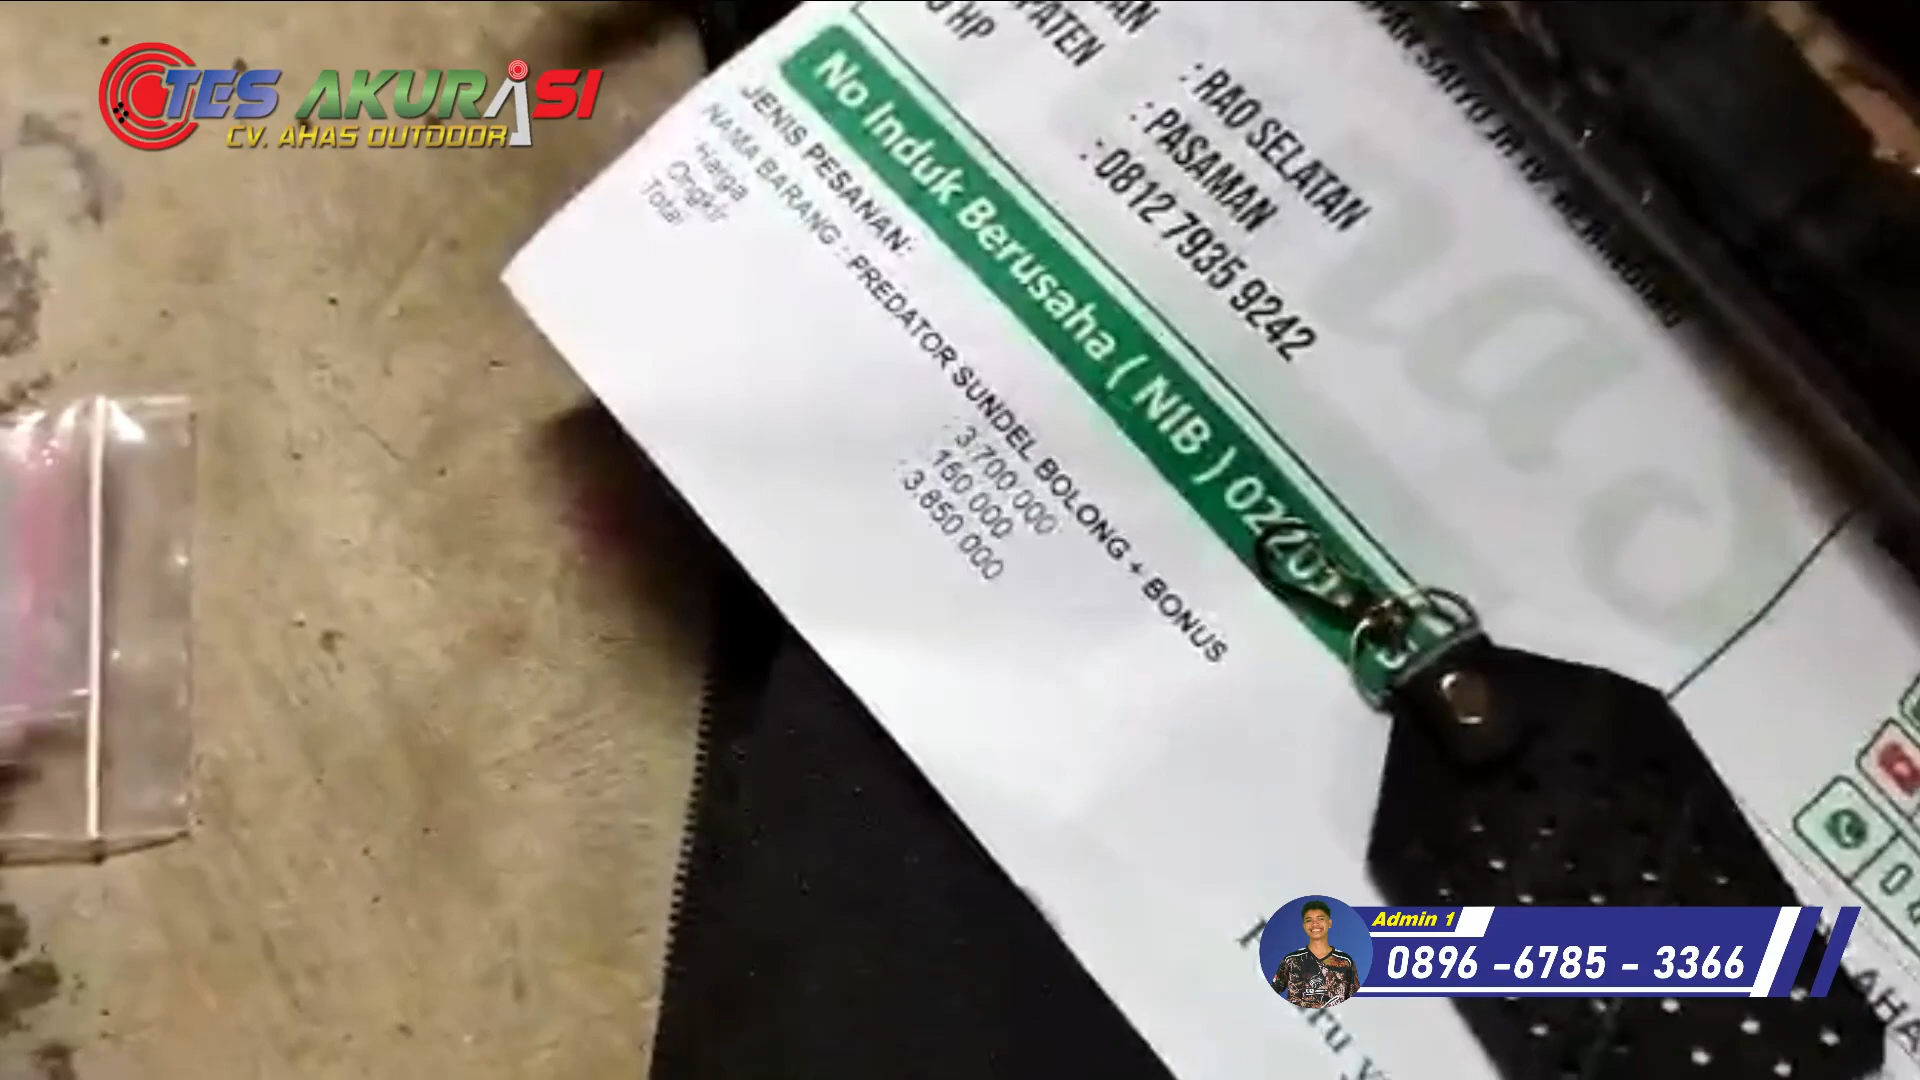 TES AKURASI
CV. AHAS OUTDOOR
: RAO SELATAN
PATEN : PASAMAN
HP : 0812 7935 9242
No Induk Berusaha ( NIB )
JENIS PESANAN:
NAMA BARANG : PREDATOR SUNDEL BOLONG + BONUS
Harga : 3.700 000
Ongkir 150 000
Total : 3.850 000
Admin 1
0896 -6785 - 3366